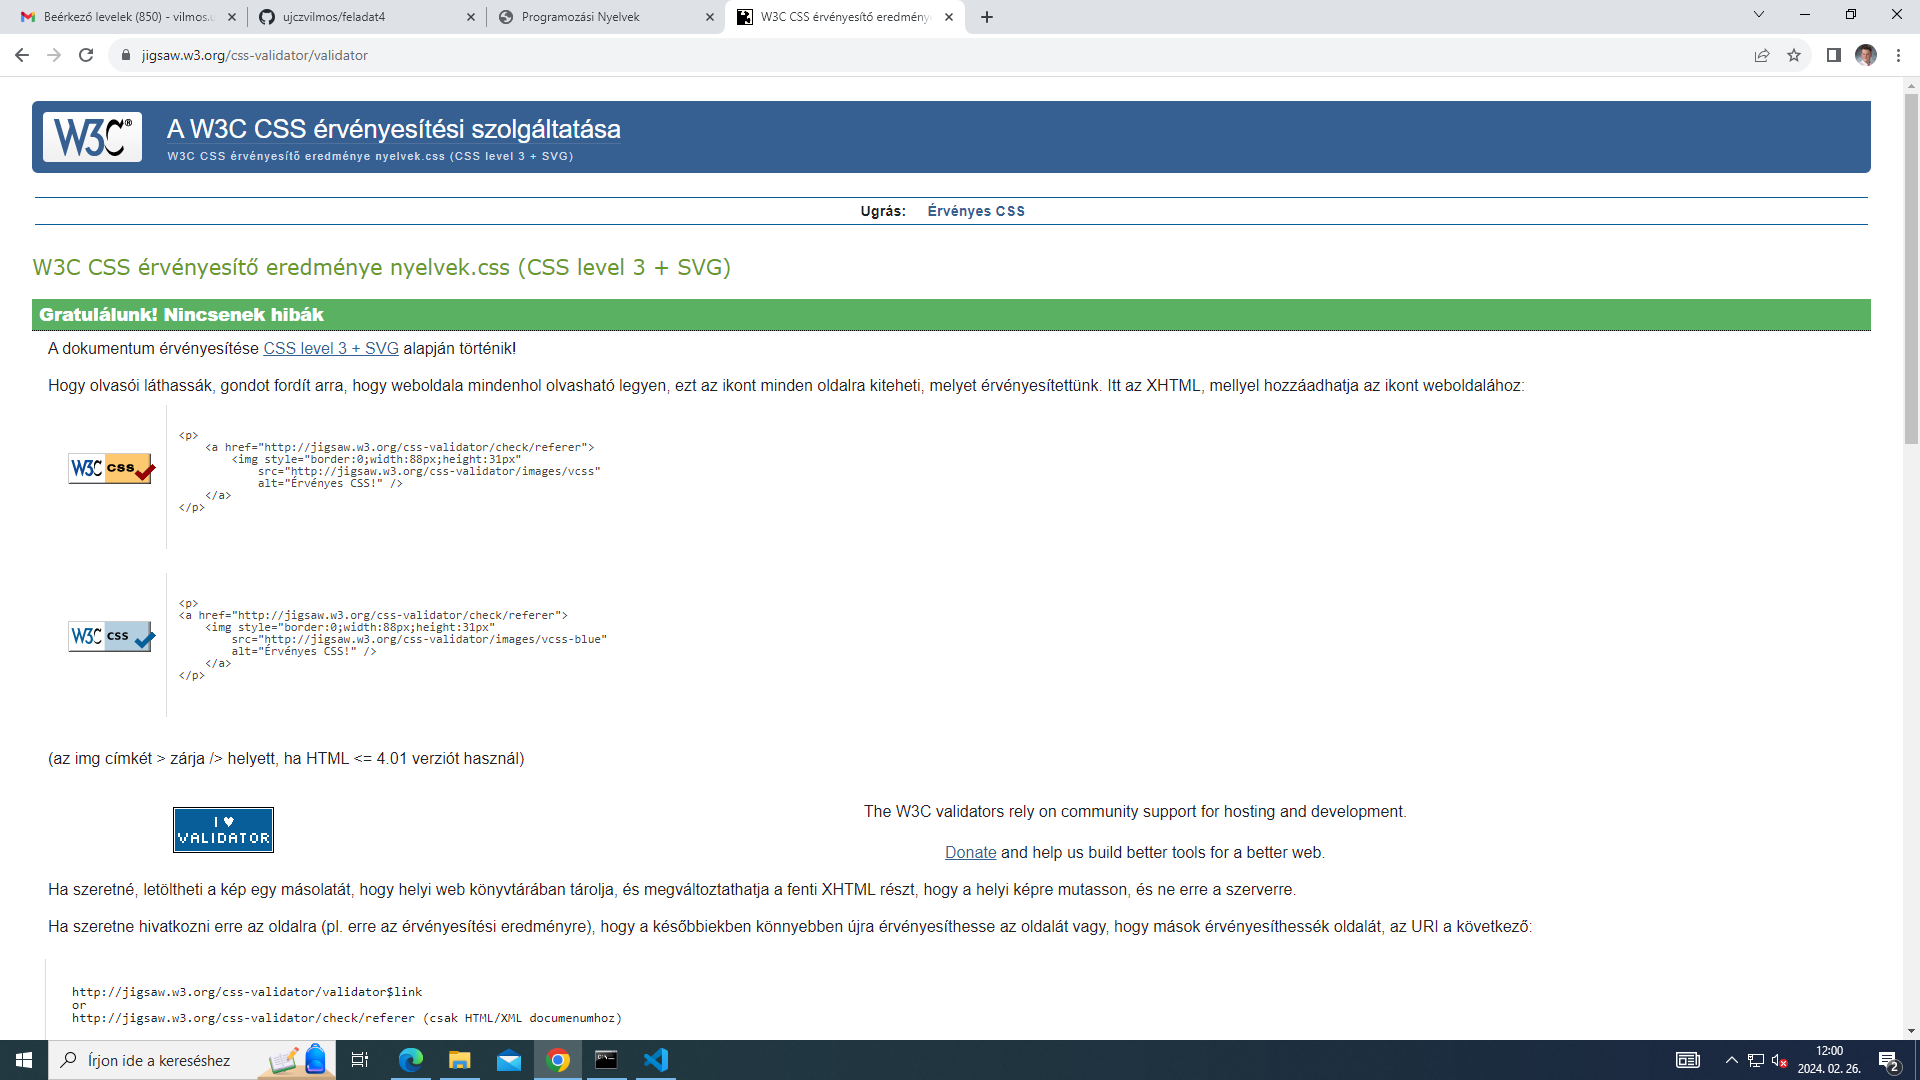 Beérkező levelek (850) - vilmos.u
ujczvilmos/feladat4
Programozási Nyelvek
W3C CSS érvényesítő eredmény
jigsaw.w3.org/css-validator/validator
W3C®
A W3C CSS érvényesítési szolgáltatása
W3C CSS érvényesítő eredménye nyelvek.css (CSS level 3 + SVG)
Ugrás: Érvényes CSS
W3C CSS érvényesítő eredménye nyelvek.css (CSS level 3 + SVG)
Gratulálunk! Nincsenek hibák
A dokumentum érvényesítése CSS level 3 + SVG alapján történik!
Hogy olvasói láthassák, gondot fordít arra, hogy weboldala mindenhol olvasható legyen, ezt az ikont minden oldalra kiteheti, melyet érvényesítettünk. Itt az XHTML, mellyel hozzáadhatja az ikont weboldalához:
W3C css
<p>
<a href="http://jigsaw.w3.org/css-validator/check/referer">
<img style="border:0;width:88px;height:31px"
src="http://jigsaw.w3.org/css-validator/images/vcss"
alt="Érvényes CSS!" />
</a>
</p>
W3C css
<p>
<a href="http://jigsaw.w3.org/css-validator/check/referer">
<img style="border:0;width:88px;height:31px"
src="http://jigsaw.w3.org/css-validator/images/vcss-blue"
alt="Érvényes CSS!" />
</a>
</p>
(az img címkét > zárja /> helyett, ha HTML <= 4.01 verziót használ)
I ♥
VALIDATOR
The W3C validators rely on community support for hosting and development.
Donate and help us build better tools for a better web.
Ha szeretné, letöltheti a kép egy másolatát, hogy helyi web könyvtárában tárolja, és megváltoztathatja a fenti XHTML részt, hogy a helyi képre mutasson, és ne erre a szerverre.
Ha szeretne hivatkozni erre az oldalra (pl. erre az érvényesítési eredményre), hogy a későbbiekben könnyebben újra érvényesíthesse az oldalát vagy, hogy mások érvényesíthessék oldalát, az URI a következő:
http://jigsaw.w3.org/css-validator/validator$link
or
http://jigsaw.w3.org/css-validator/check/referer (csak HTML/XML documenumhoz)
Írjon ide a kereséshez
12:00
2024. 02. 26.
2